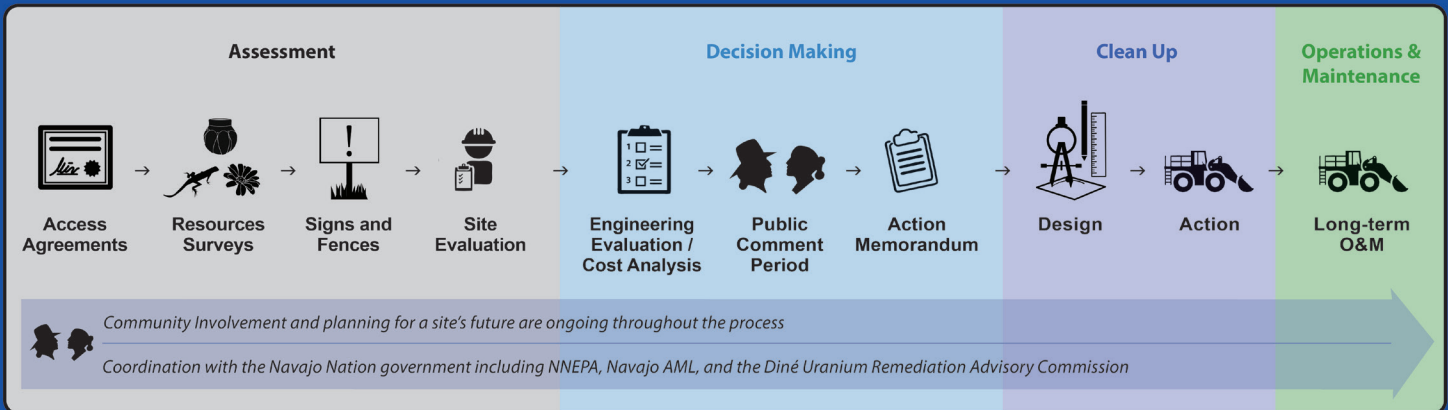 Assessment
Decision Making
Clean Up
Operations &
Maintenance
Access
Agreements
Resources
Surveys
!
Signs and
Fences
Site
Evaluation
1
2
3
Engineering
Evaluation /
Cost Analysis
Public
Comment
Period
Action
Memorandum
Design
Action
Long-term
O&M
Community Involvement and planning for a site's future are ongoing throughout the process
Coordination with the Navajo Nation government including NNEPA, Navajo AML, and the Diné Uranium Remediation Advisory Commission